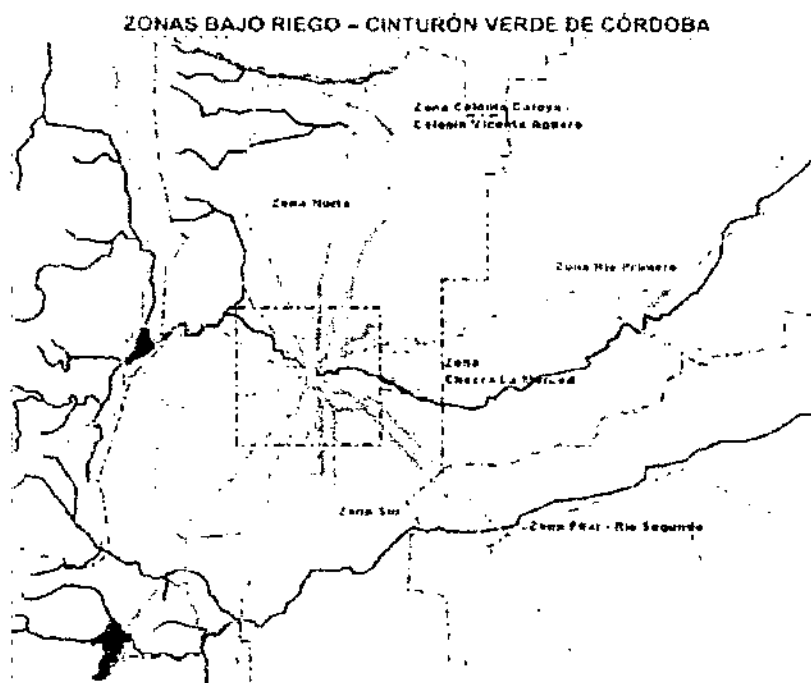 ZONAS BAJO RIEGO – CINTURÓN VERDE DE CÓRDOBA
Zona Colonia Caroya -
Colonia Vicente Aguero
Zona Norte
Zona Río Primero
Zona
Chacra La Merced
Zona Sur
Zona Pilar - Río Segundo